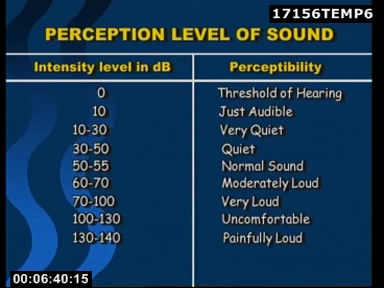 17156TEMP6
PERCEPTION LEVEL OF SOUND
Intensity level in dB Perceptibility
0 Threshold of Hearing
10 Just Audible
10-30 Very Quiet
30-50 Quiet
50-55 Normal Sound
60-70 Moderately Loud
70-100 Very Loud
100-130 Uncomfortable
130-140 Painfully Loud
00:06:40:15